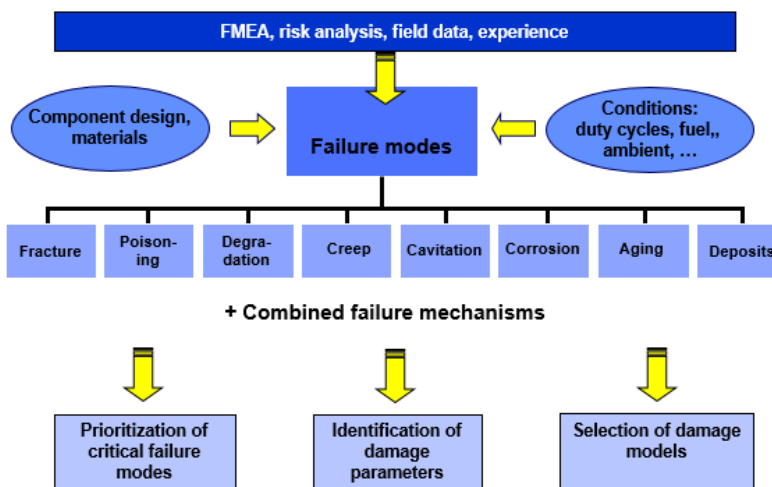 FMEA, risk analysis, field data, experience
Component design,
materials
Failure modes
Conditions:
duty cycles, fuel,,
ambient, ...
Fracture
Poison-
ing
Degra-
dation
Creep
Cavitation
Corrosion
Aging
Deposits
+ Combined failure mechanisms
Prioritization of
critical failure
modes
Identification of
damage
parameters
Selection of damage
models